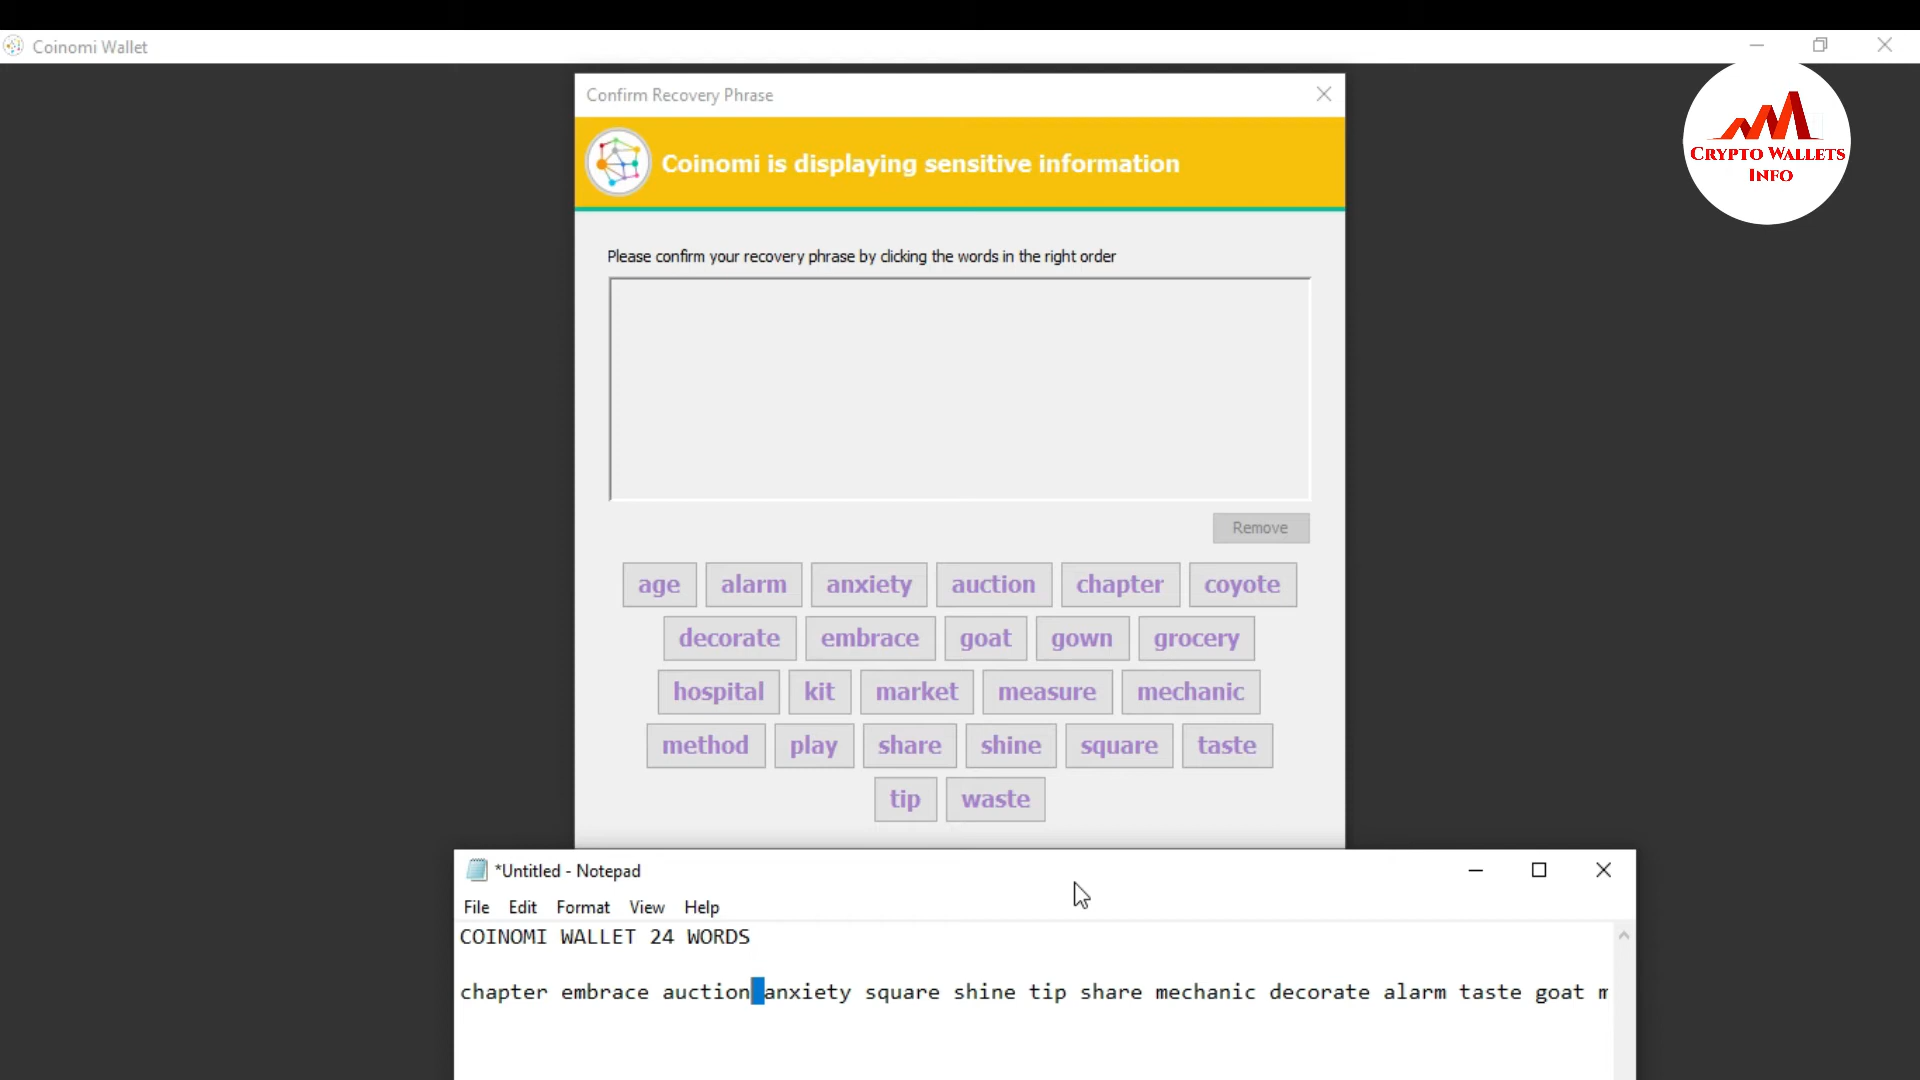 Coinomi Wallet
Confirm Recovery Phrase
CRYPTO WALLETS
INFO
Coinomi is displaying sensitive information
Please confirm your recovery phrase by clicking the words in the right order
Remove
age alarm anxiety auction chapter coyote
decorate embrace goat gown grocery
hospital kit market measure mechanic
method play share shine square taste
tip waste
*Untitled - Notepad
File Edit Format View Help
COINOMI WALLET 24 WORDS
chapter embrace auction anxiety square shine tip share mechanic decorate alarm taste goat